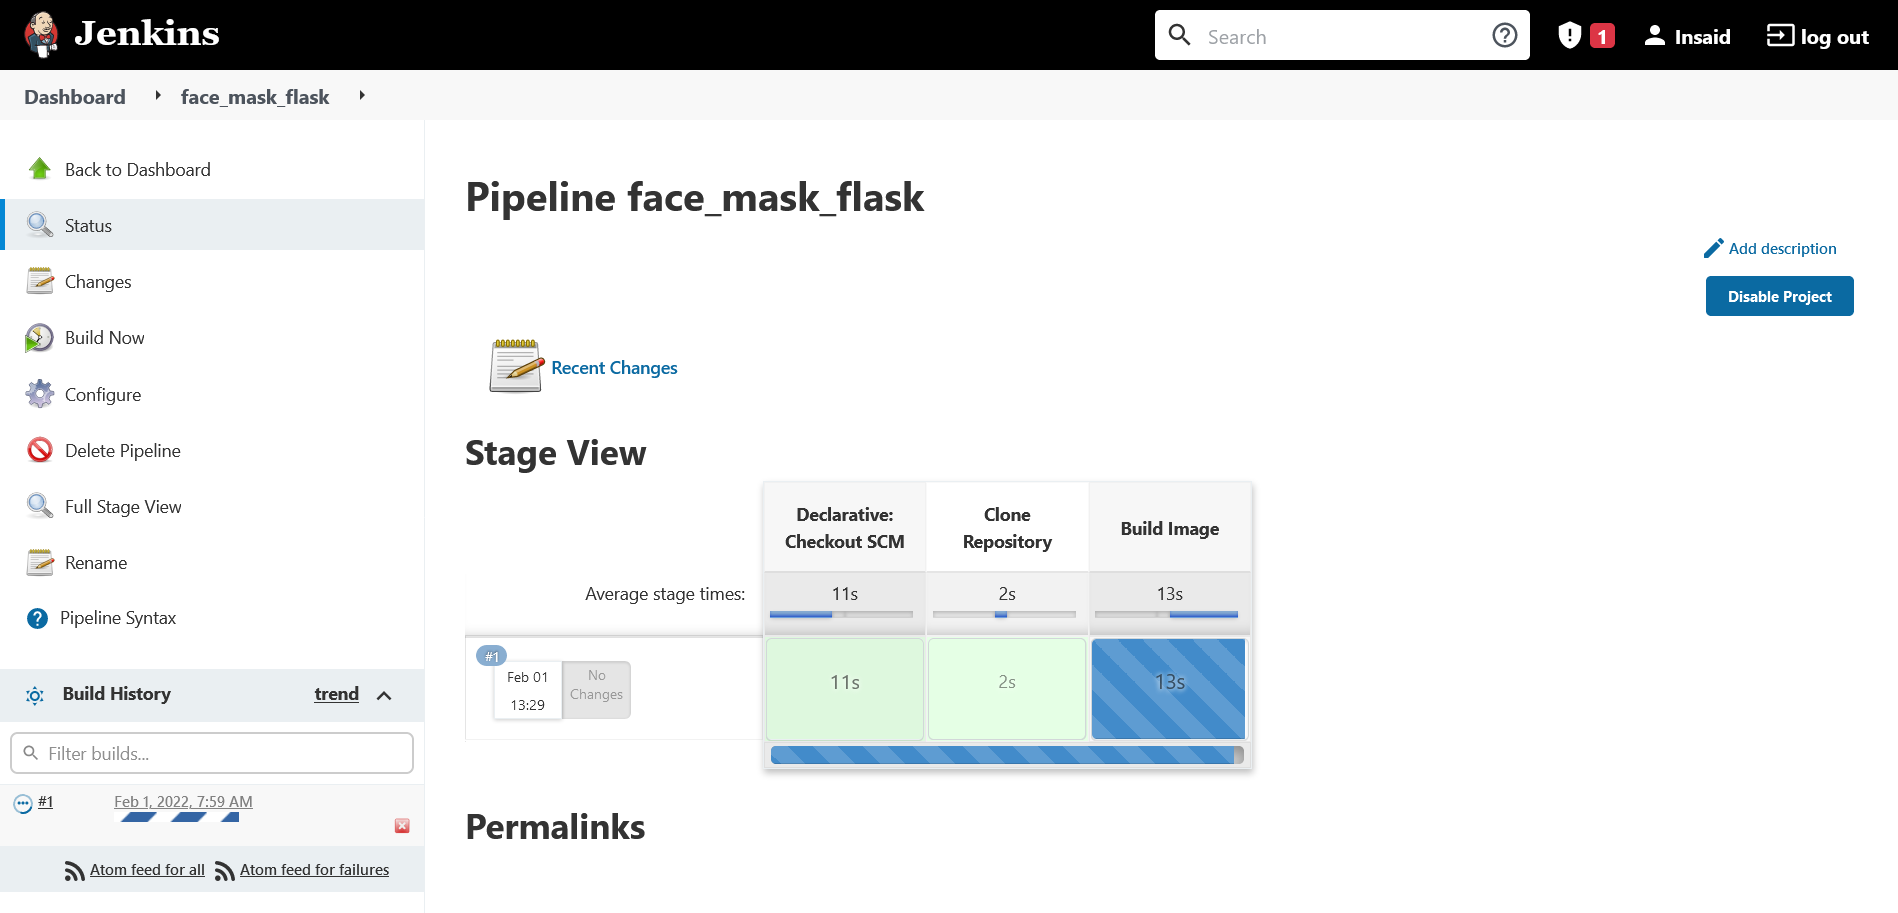 Jenkins
Search
1
Insaid
log out
Dashboard
face_mask_flask
Back to Dashboard
Status
Changes
Build Now
Configure
Delete Pipeline
Full Stage View
Rename
Pipeline Syntax
Build History
trend
Filter builds...
#1
Feb 1, 2022, 7:59 AM
Atom feed for all
Atom feed for failures
Pipeline face_mask_flask
Add description
Disable Project
Recent Changes
Stage View
Declarative:
Checkout SCM
Clone
Repository
Build Image
Average stage times:
11s
2s
13s
#1
Feb 01
13:29
No
Changes
11s
2s
13s
Permalinks